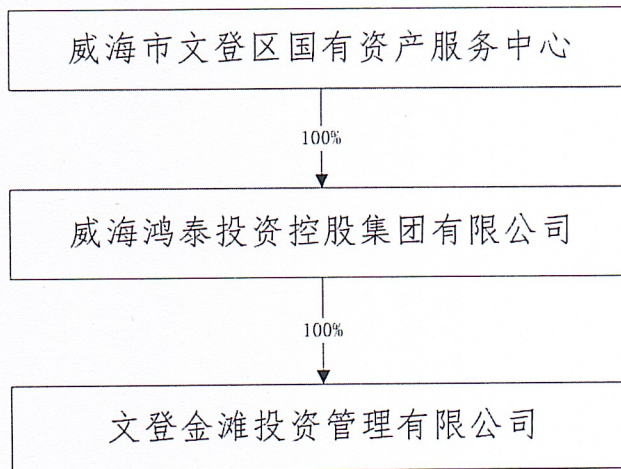 威海市文登区国有资产服务中心
100%
威海鸿泰投资控股集团有限公司
100%
文登金滩投资管理有限公司